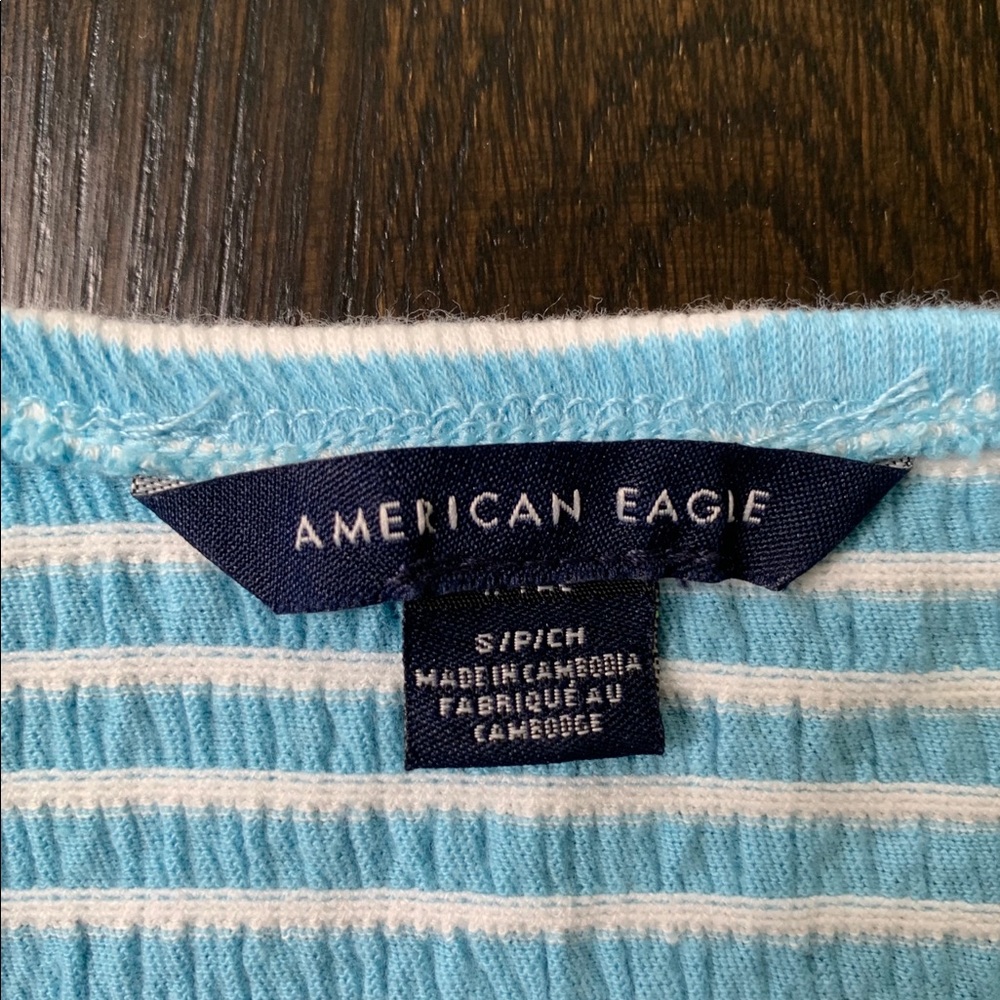 AMERICAN EAGLE
S/P/CH
MADE IN CAMBODIA
FABRIQUÉ AU
CAMBODGE